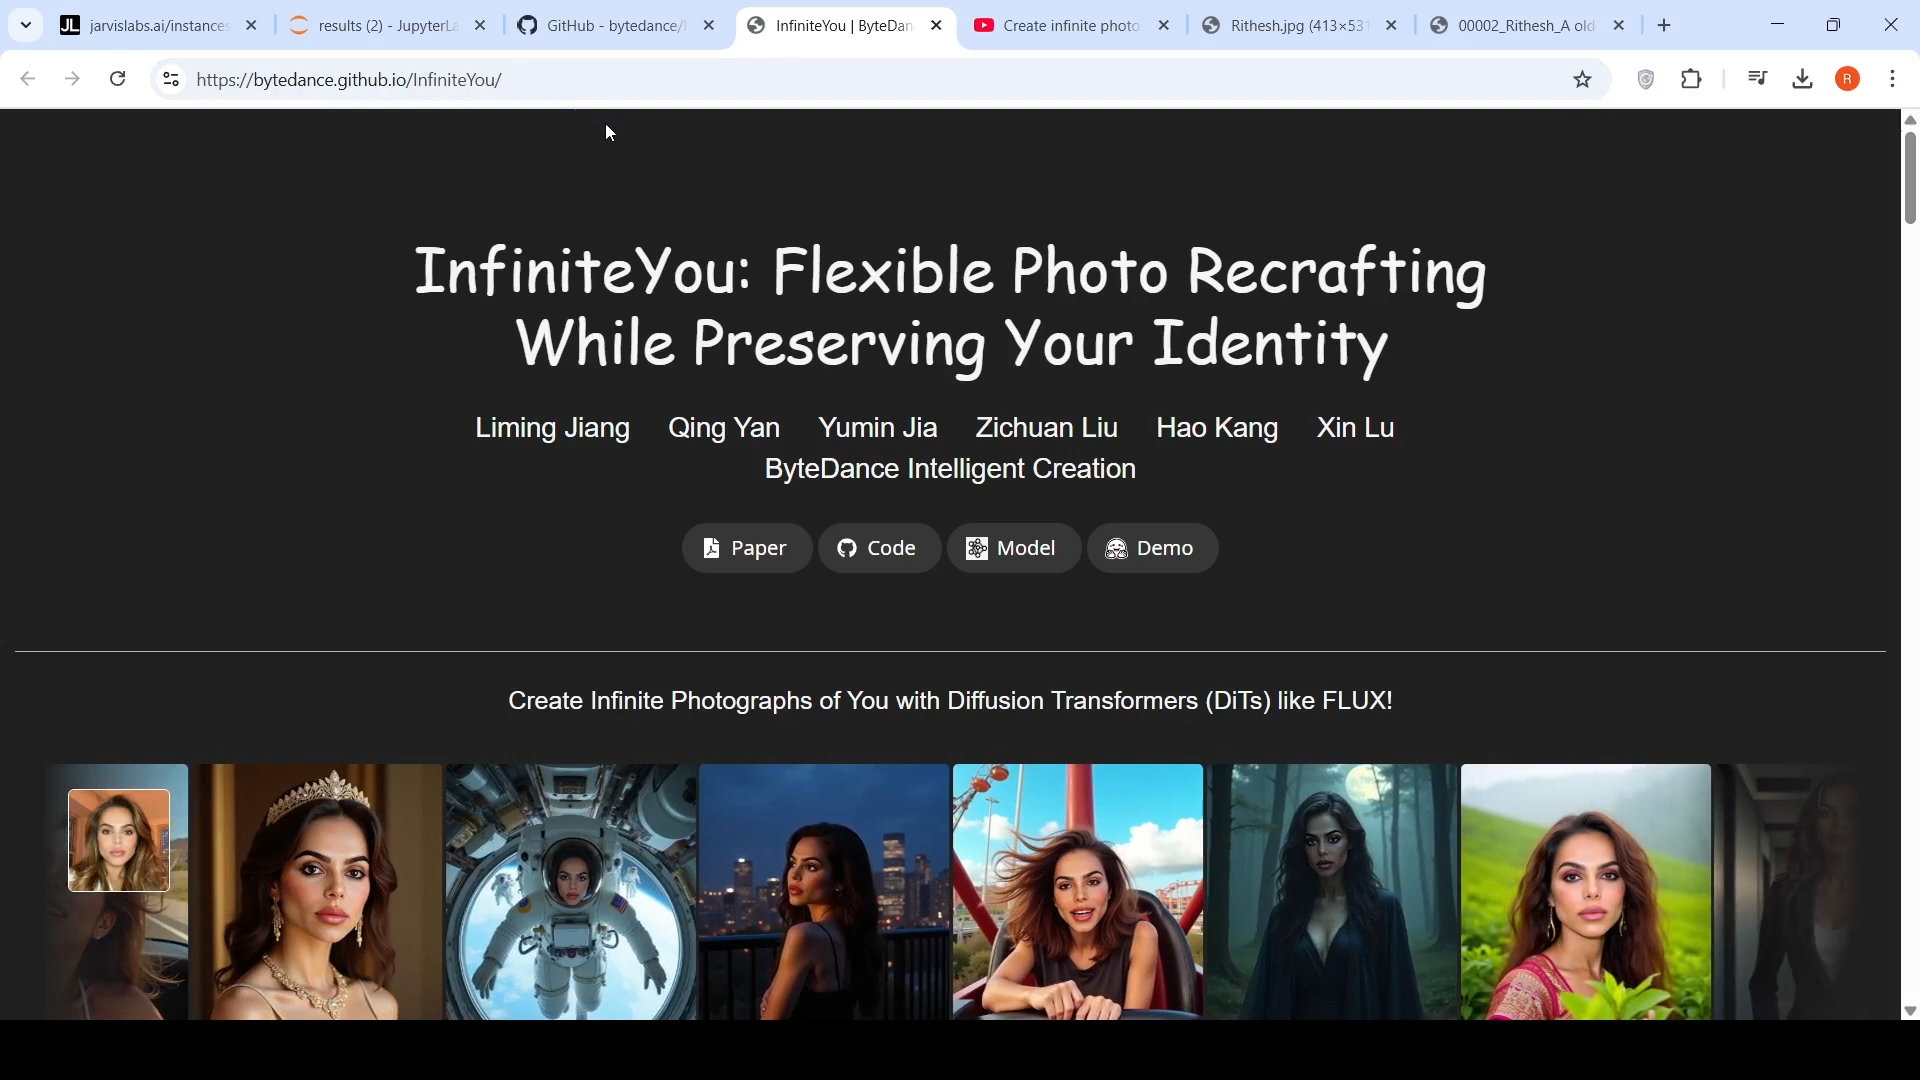 jarvislabs.ai/instances
results (2) - JupyterLa
GitHub - bytedance/I
InfiniteYou | ByteDan
Create infinite photo
Rithesh.jpg (413×531
00002_Rithesh_A old
https://bytedance.github.io/InfiniteYou/
R
InfiniteYou: Flexible Photo Recrafting
While Preserving Your Identity
Liming Jiang Qing Yan Yumin Jia Zichuan Liu Hao Kang Xin Lu
ByteDance Intelligent Creation
Paper Code Model Demo
Create Infinite Photographs of You with Diffusion Transformers (DiTs) like FLUX!